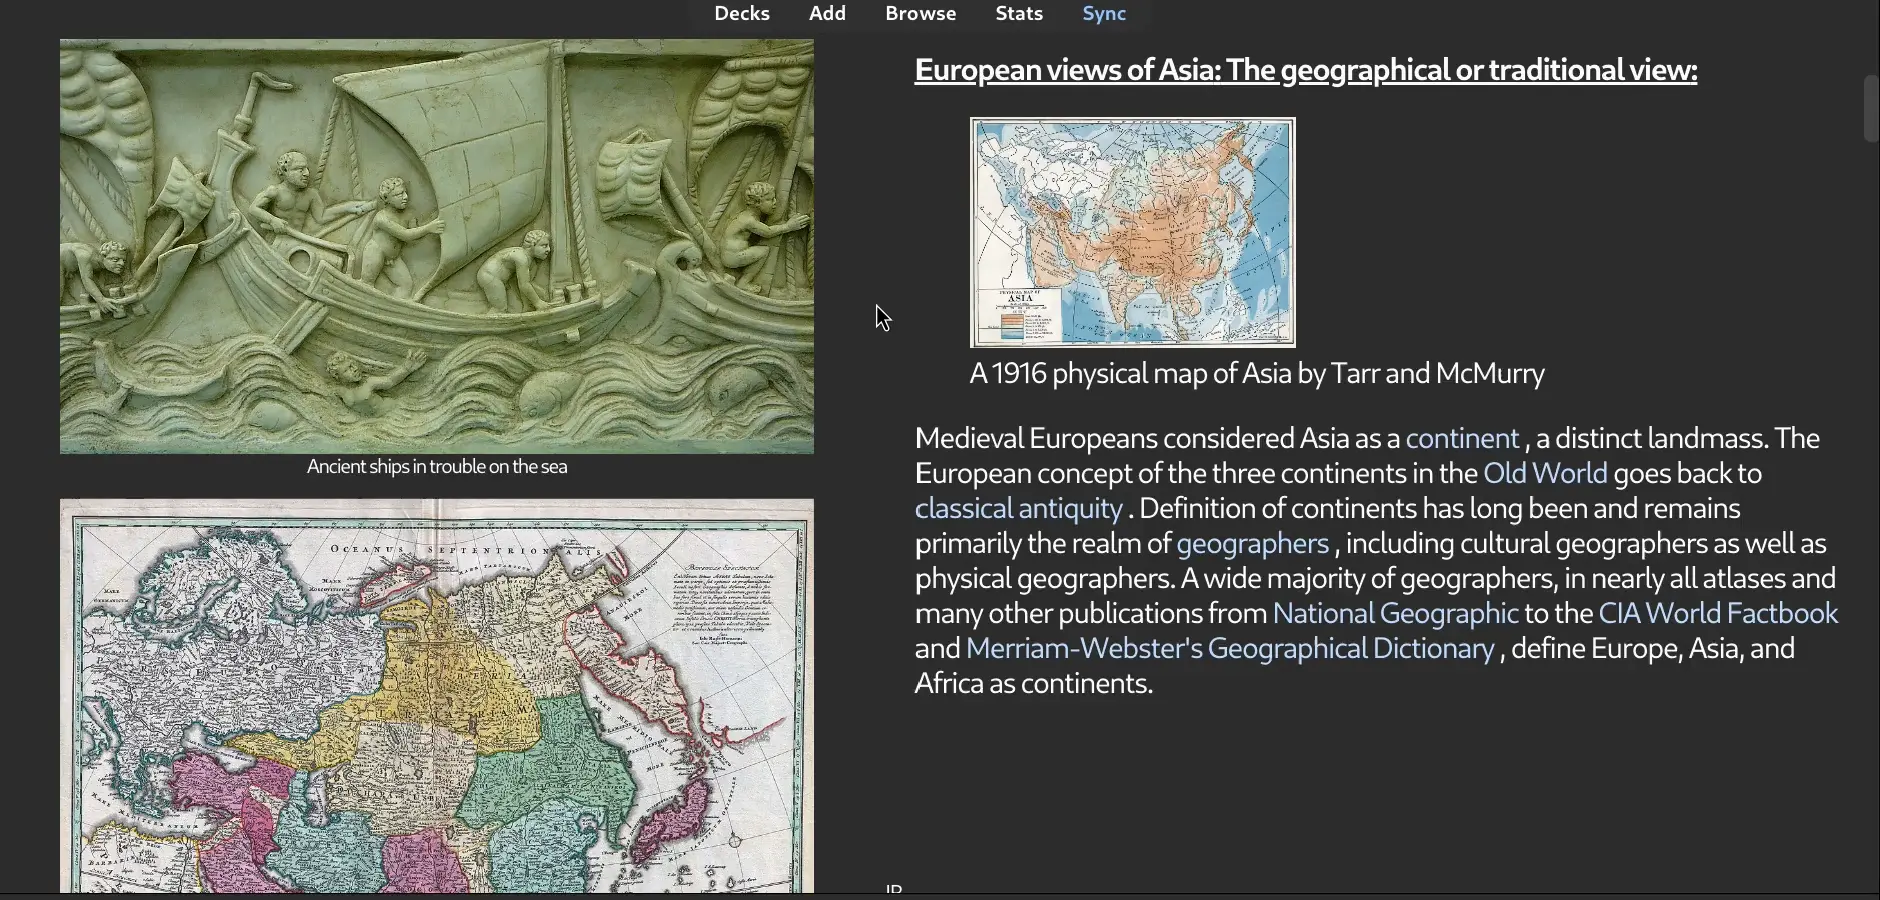 Decks Add Browse Stats Sync
Ancient ships in trouble on the sea
OCEANUS SEPTENTRIONALIS
European views of Asia: The geographical or traditional view:
ASIA
A 1916 physical map of Asia by Tarr and McMurry
Medieval Europeans considered Asia as a continent , a distinct landmass. The
European concept of the three continents in the Old World goes back to
classical antiquity . Definition of continents has long been and remains
primarily the realm of geographers , including cultural geographers as well as
physical geographers. A wide majority of geographers, in nearly all atlases and
many other publications from National Geographic to the CIA World Factbook
and Merriam-Webster's Geographical Dictionary , define Europe, Asia, and
Africa as continents.